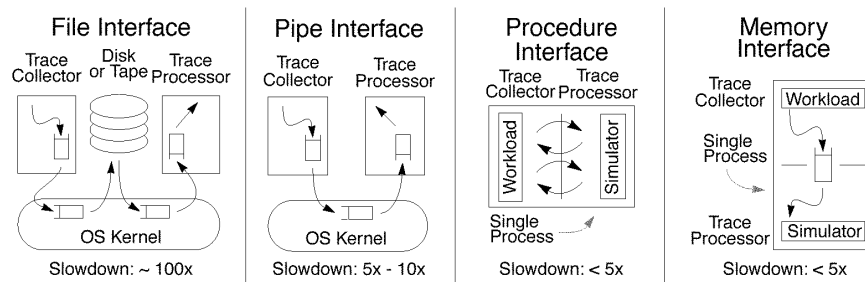 File Interface
Trace
Collector
Disk
or Tape
Trace
Processor
OS Kernel
Slowdown: ~ 100x
Pipe Interface
Trace
Collector
Trace
Processor
OS Kernel
Slowdown: 5x - 10x
Procedure
Interface
Trace
Collector
Trace
Processor
Workload
Simulator
Single
Process
Slowdown: < 5x
Memory
Interface
Trace
Collector
Workload
Single
Process
Trace
Processor
Simulator
Slowdown: < 5x